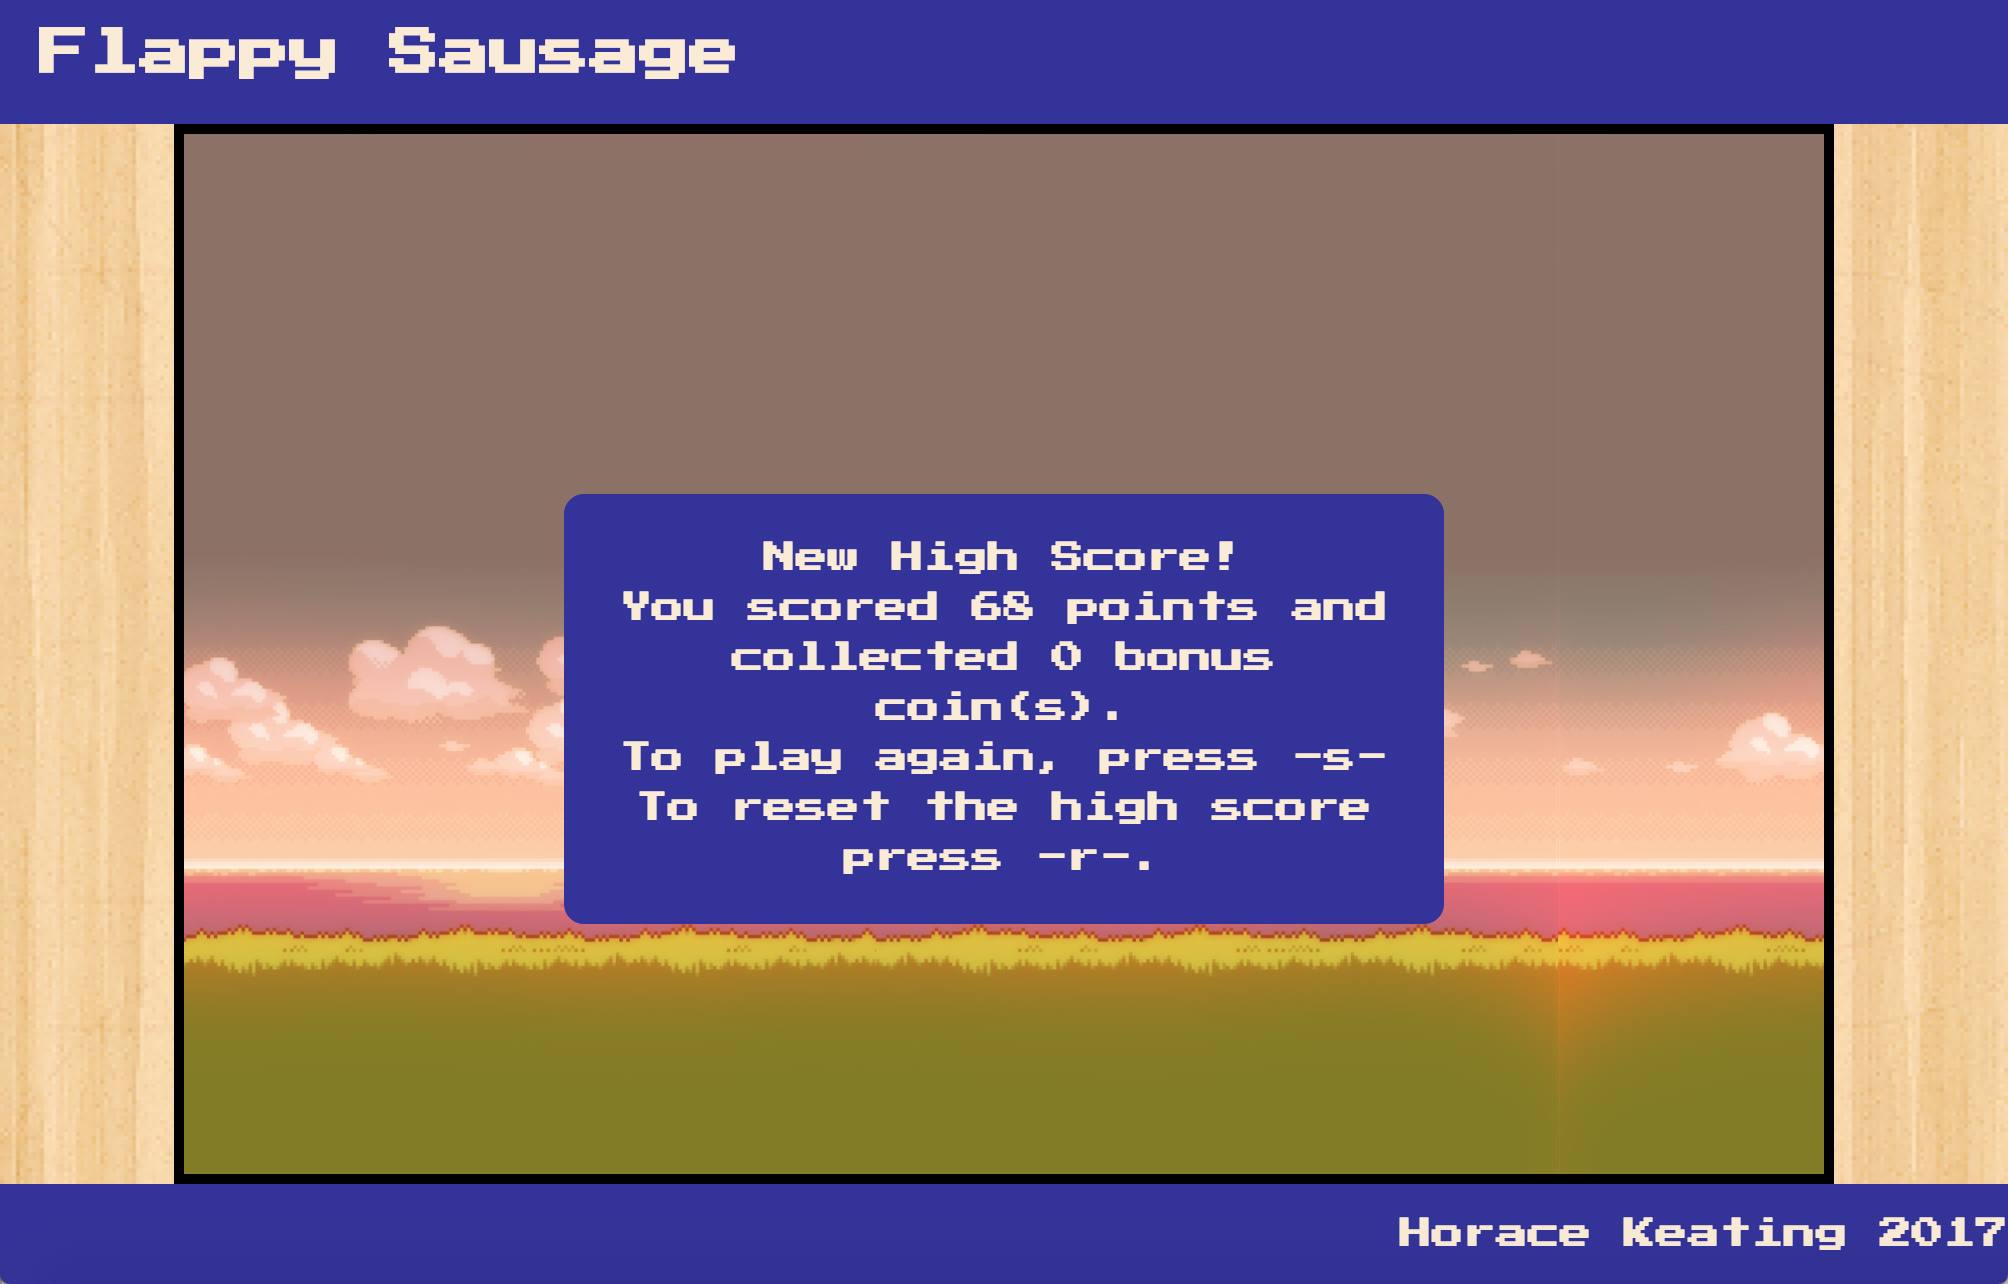 Flappy Sausage
New High Score!
You scored 68 points and
collected 0 bonus
coin(s).
To play again, press -s-
To reset the high score
press -r-.
Horace Keating 2017